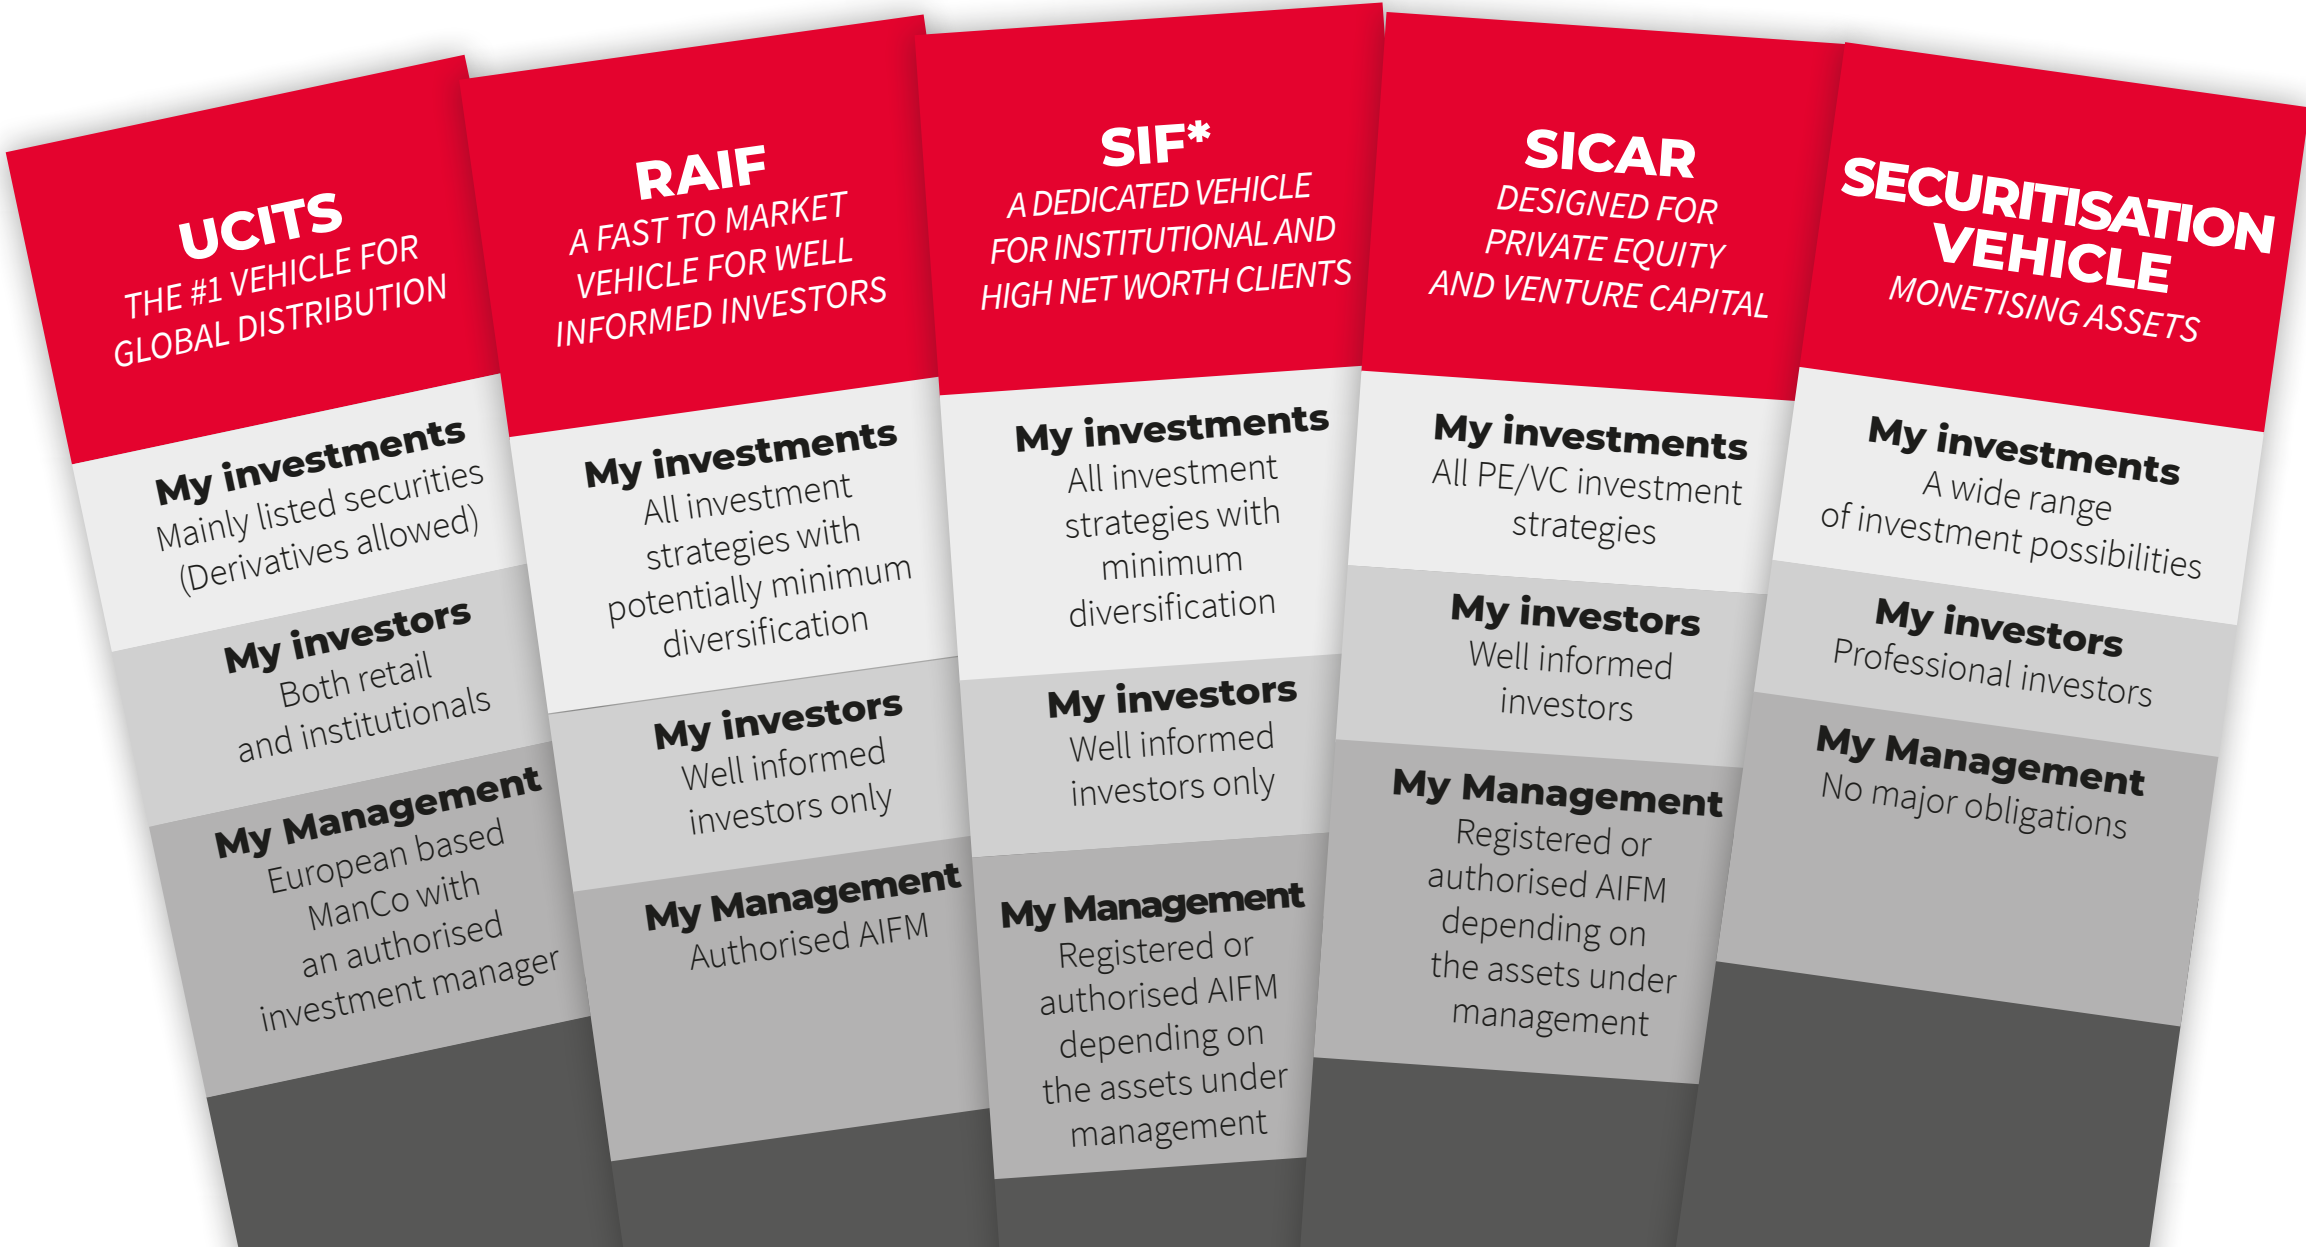 UCITS
THE #1 VEHICLE FOR
GLOBAL DISTRIBUTION
My investments
Mainly listed securities
(Derivatives allowed)
My investors
Both retail
and institutionals
My Management
European based
ManCo with
an authorised
investment manager
RAIF
A FAST TO MARKET
VEHICLE FOR WELL
INFORMED INVESTORS
My investments
All investment
strategies with
potentially minimum
diversification
My investors
Well informed
investors only
My Management
Authorised AIFM
SIF*
A DEDICATED VEHICLE
FOR INSTITUTIONAL AND
HIGH NET WORTH CLIENTS
My investments
All investment
strategies with
minimum
diversification
My investors
Well informed
investors only
My Management
Registered or
authorised AIFM
depending on
the assets under
management
SICAR
DESIGNED FOR
PRIVATE EQUITY
AND VENTURE CAPITAL
My investments
All PE/VC investment
strategies
My investors
Well informed
investors
My Management
Registered or
authorised AIFM
depending on
the assets under
management
SECURITISATION
VEHICLE
MONETISING ASSETS
My investments
A wide range
of investment possibilities
My investors
Professional investors
My Management
No major obligations